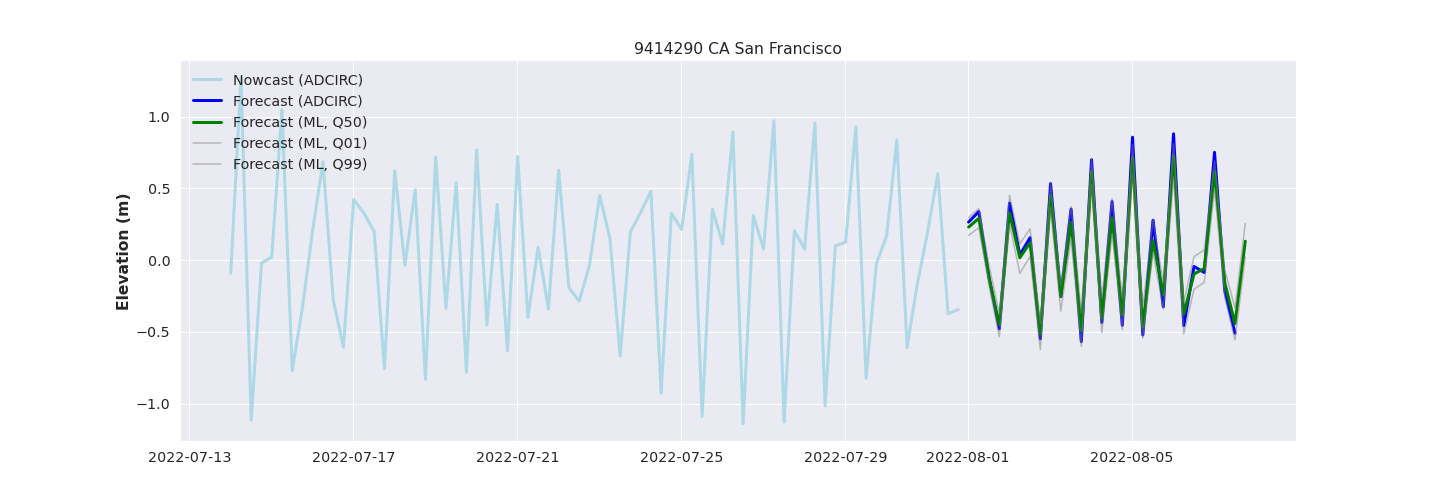 9414290 CA San Francisco
Nowcast (ADCIRC)
Forecast (ADCIRC)
Forecast (ML, Q50)
Forecast (ML, Q01)
Forecast (ML, Q99)
Elevation (m)
1.0
0.5
0.0
−0.5
−1.0
2022-07-13
2022-07-17
2022-07-21
2022-07-25
2022-07-29
2022-08-01
2022-08-05